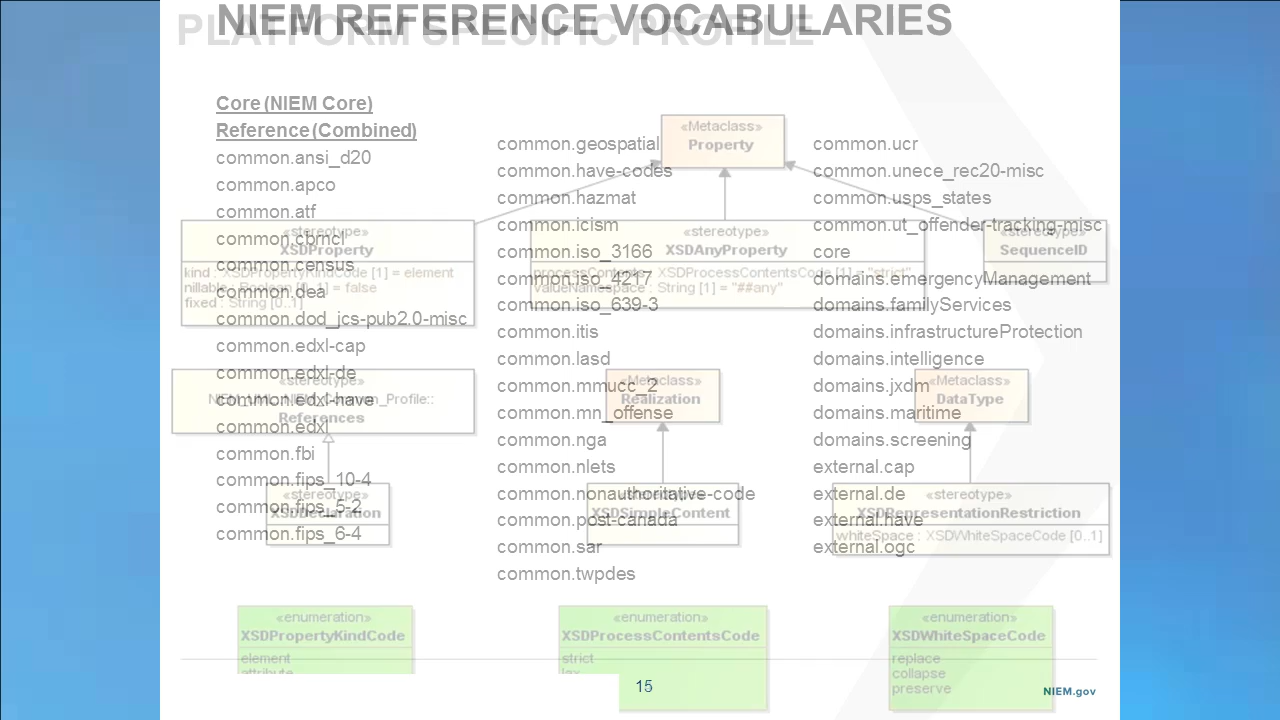 NIEM REFERENCE VOCABULARIES
PLATFORM SPECIFIC PROFILE
Core (NIEM Core)
Reference (Combined)
common.ansi_d20
common.apco
common.atf
common.cbrncl
common.census
common.dea
common.dod_jcs-pub2.0-misc
common.edxl-cap
common.edxl-de
common.edxl-have
common.edxl
common.fbi
common.fips_10-4
common.fips_5-2
common.fips_6-4
common.geospatial
common.have-codes
common.hazmat
common.icism
common.iso_3166
common.iso_4217
common.iso_639-3
common.itis
common.lasd
common.mmucc_2
common.mn_offense
common.nga
common.nlets
common.nonauthoritative-code
common.post-canada
common.sar
common.twpdes
common.ucr
common.unece_rec20-misc
common.usps_states
common.ut_offender-tracking-misc
core
domains.emergencyManagement
domains.familyServices
domains.infrastructureProtection
domains.intelligence
domains.jxdm
domains.maritime
domains.screening
external.cap
external.de
external.have
external.ogc
«Metaclass»
Property
«stereotype»
XSDProperty
kind : XSDPropertyKindCode [1] = element
nillable : Boolean [0..1] = false
fixed : String [0..1]
«stereotype»
XSDAnyProperty
processContents : XSDProcessContentsCode [1] = "strict"
valueNamespace : String [1] = "##any"
«stereotype»
SequenceID
«stereotype»
References
«Metaclass»
Realization
«Metaclass»
DataType
«stereotype»
XSDDeclaration
«stereotype»
XSDSimpleContent
«stereotype»
XSDRepresentationRestriction
whiteSpace : XSDWhiteSpaceCode [0..1]
«enumeration»
XSDPropertyKindCode
element
attribute
«enumeration»
XSDProcessContentsCode
strict
lax
«enumeration»
XSDWhiteSpaceCode
replace
collapse
preserve
15
NIEM.gov